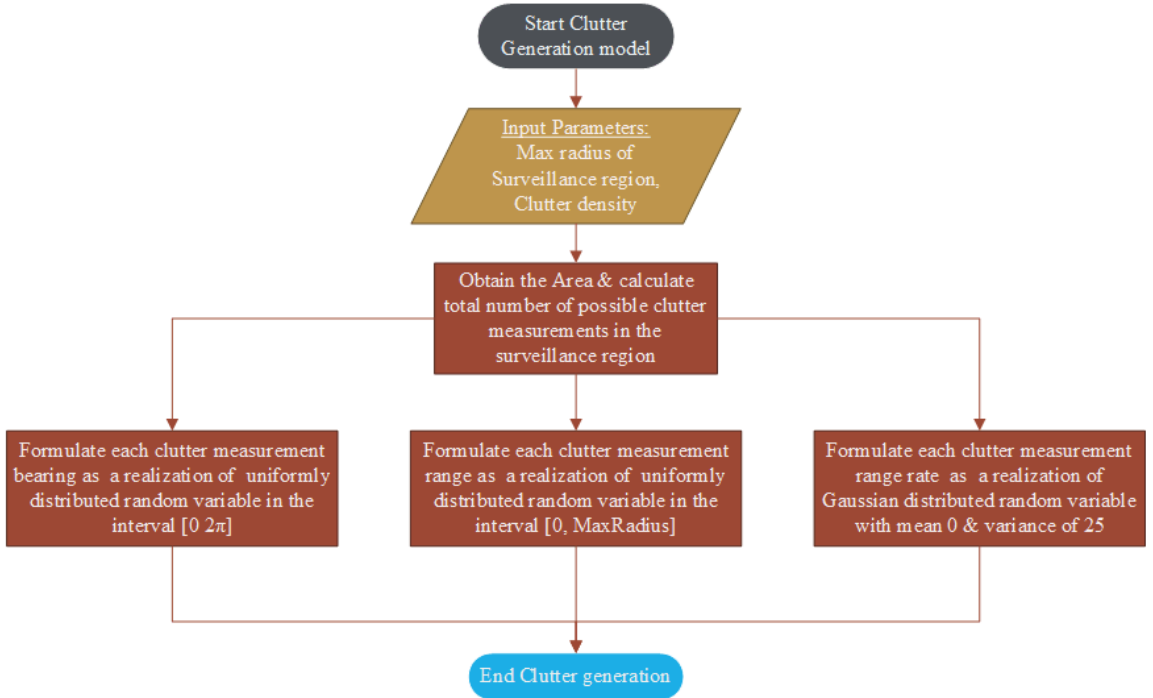 Start Clutter
Generation model
Input Parameters:
Max radius of
Surveillance region,
Clutter density
Obtain the Area & calculate
total number of possible clutter
measurements in the
surveillance region
Formulate each clutter measurement
bearing as a realization of uniformly
distributed random variable in the
interval [0 2π]
Formulate each clutter measurement
range as a realization of uniformly
distributed random variable in the
interval [0, MaxRadius]
Formulate each clutter measurement
range rate as a realization of
Gaussian distributed random variable
with mean 0 & variance of 25
End Clutter generation